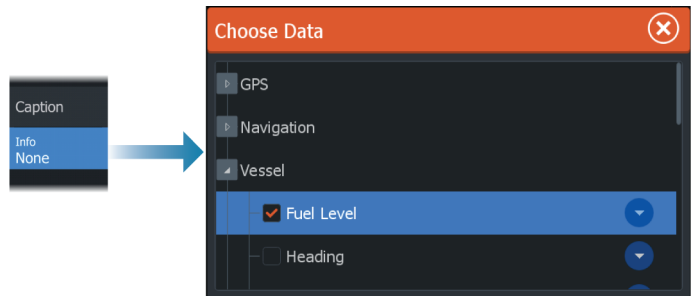 Caption
Info
None
Choose Data
GPS
Navigation
Vessel
Fuel Level
Heading